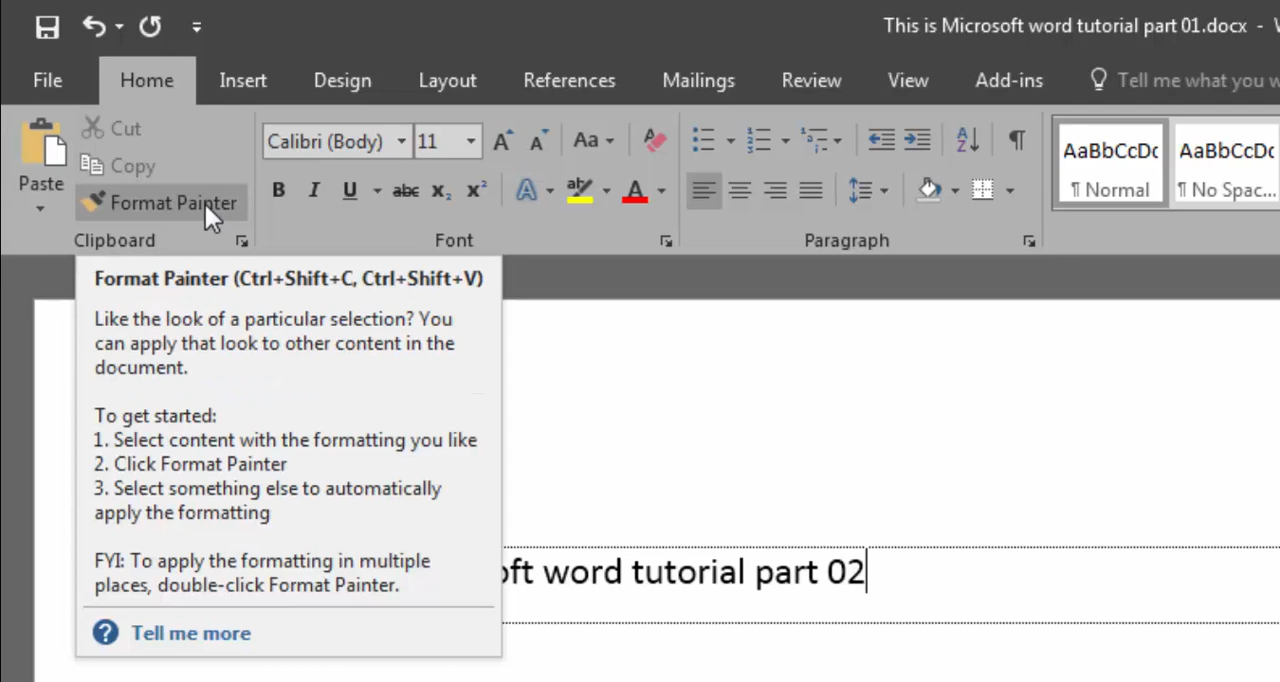 This is Microsoft word tutorial part 01.docx -
File Home Insert Design Layout References Mailings Review View Add-ins Tell me what you w
Cut
Calibri (Body) 11 Aa
AaBbCcDc AaBbCcDc
Copy
Paste
¶ Normal ¶ No Spac...
B I U abc X₂ X² A aby A
Format Painter
Clipboard Font Paragraph
Format Painter (Ctrl+Shift+C, Ctrl+Shift+V)
Like the look of a particular selection? You
can apply that look to other content in the
document.
To get started:
1. Select content with the formatting you like
2. Click Format Painter
3. Select something else to automatically
apply the formatting
FYI: To apply the formatting in multiple
places, double-click Format Painter.
oft word tutorial part 02
Tell me more